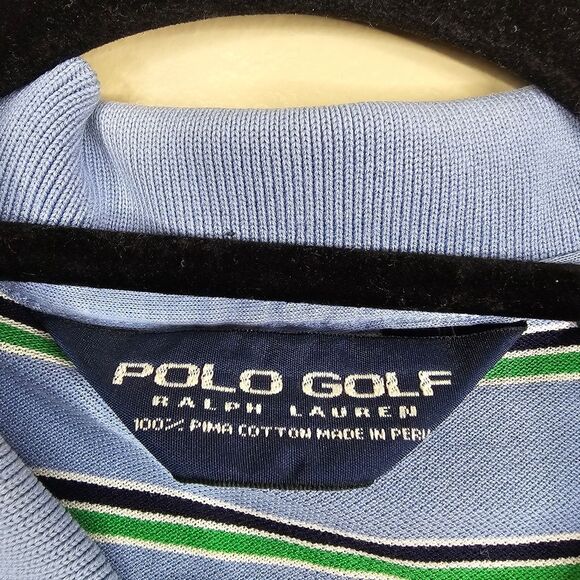 POLO GOLF
RALPH LAUREN
100% PIMA COTTON MADE IN PERU